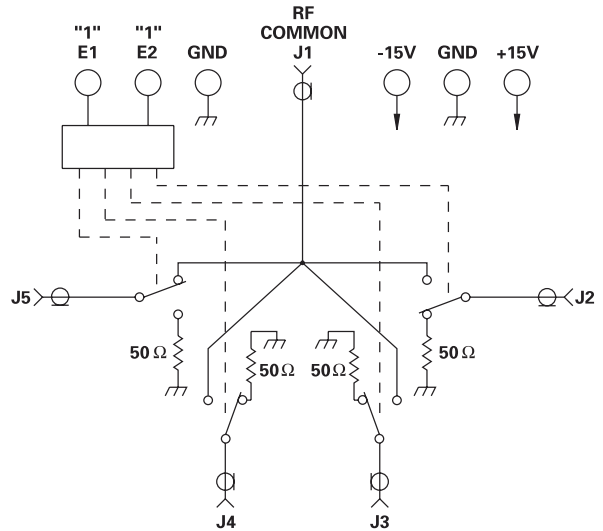 RF
COMMON
J1
"1"
E1
"1"
E2
GND
-15V
GND
+15V
J5
J2
50 Ω
50 Ω
50 Ω
50 Ω
J4
J3